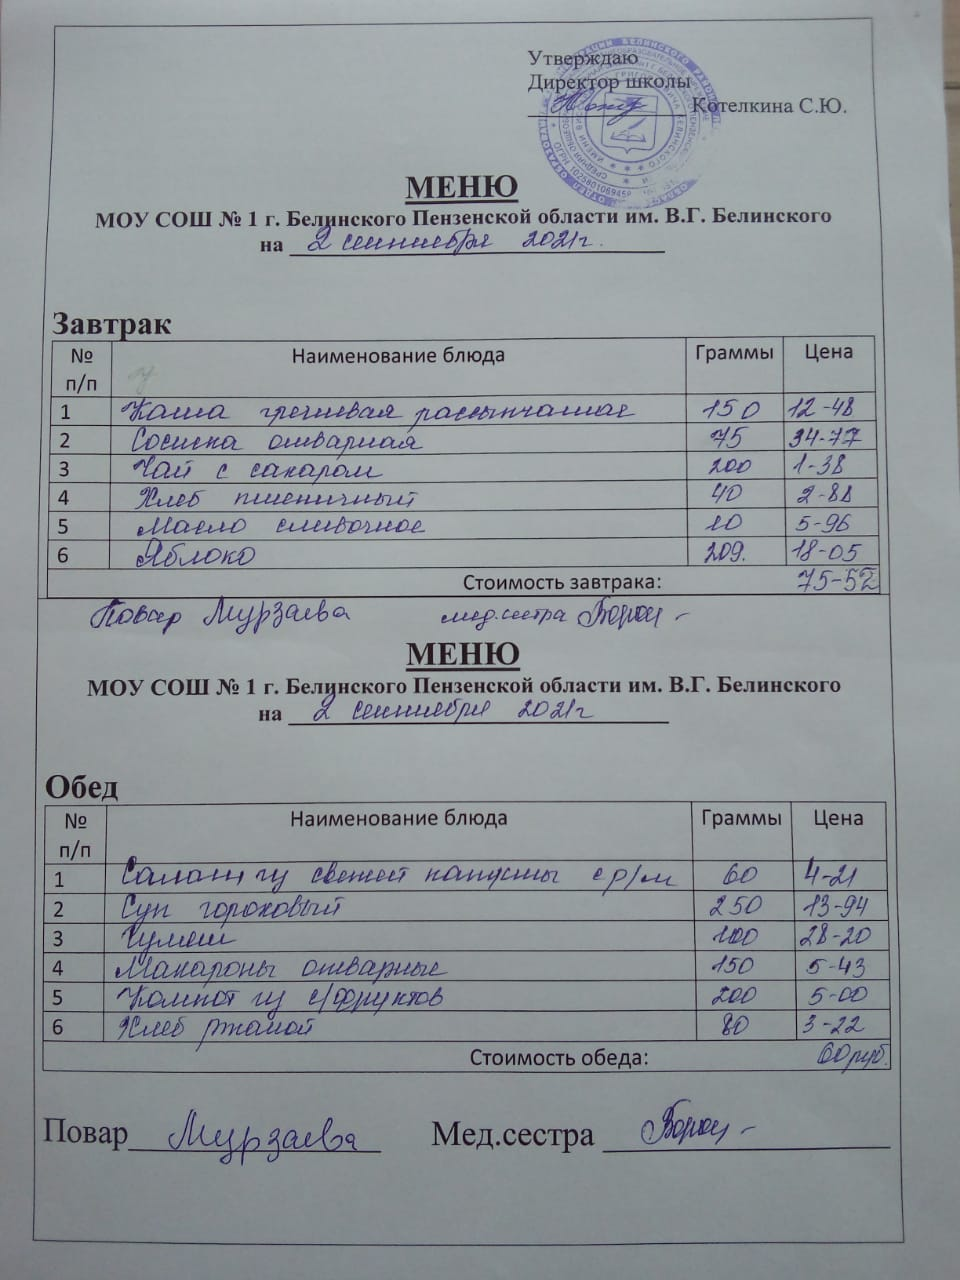 Утверждаю
Директор школы
Котелкина С.Ю.
МЕНЮ
МОУ СОШ № 1 г. Белинского Пензенской области им. В.Г. Белинского
на 2 сентября 2021г.
Завтрак
№ п/п Наименование блюда Граммы Цена
1 Каша гречневая рассыпчатая 150 12-48
2 Сосиска отварная 75 34-77
3 Чай с сахаром 200 1-38
4 Хлеб пшеничный 40 2-88
5 Масло сливочное 10 5-96
6 Яблоко 209. 18-05
Стоимость завтрака: 75-52
Повар Мурзаева мед.сестра
МЕНЮ
МОУ СОШ № 1 г. Белинского Пензенской области им. В.Г. Белинского
на 2 сентября 2021г
Обед
№ п/п Наименование блюда Граммы Цена
1 Салат из свежей капусты с р/м 60 4-21
2 Суп гороховый 250 13-94
3 Гуляш 100 28-20
4 Макароны отварные 150 5-43
5 Компот из с/фруктов 200 5-00
6 Хлеб ржаной 80 3-22
Стоимость обеда: 60 руб.
Повар Мурзаева Мед.сестра